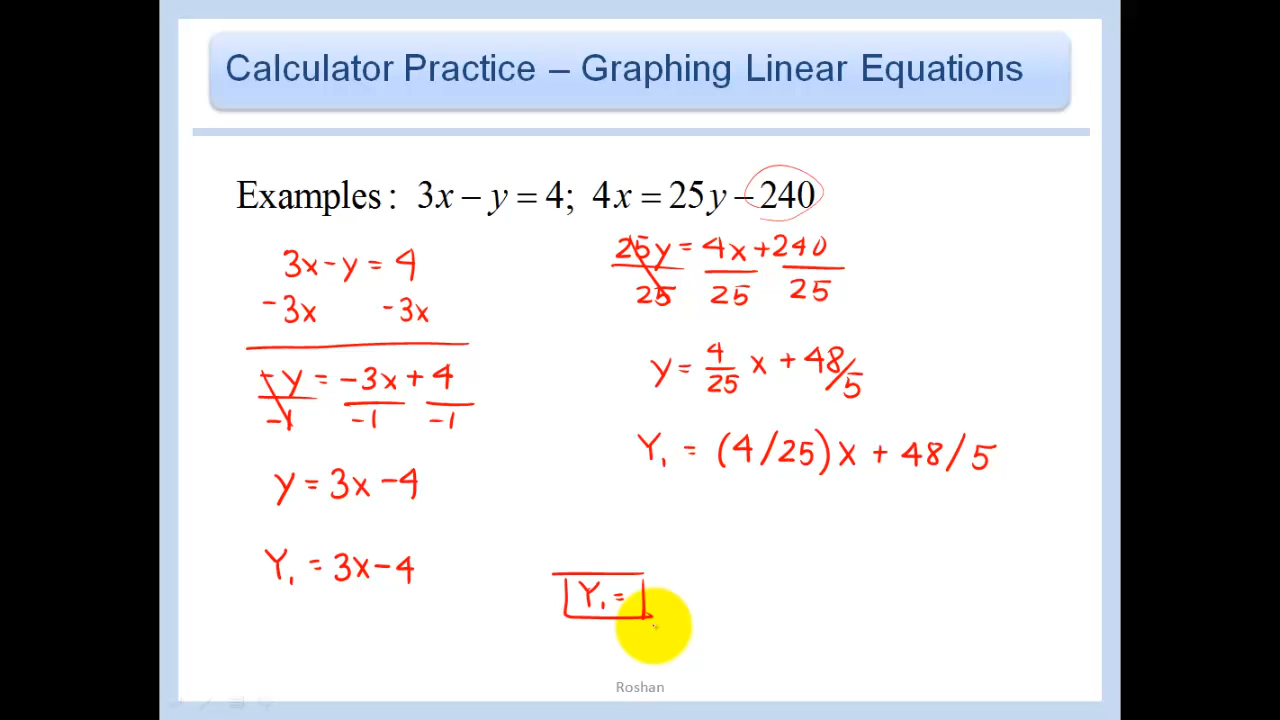 Calculator Practice – Graphing Linear Equations
Examples : 3x – y = 4; 4x = 25y – 240
3x - y = 4
-3x -3x
-y = -3x + 4
-1 -1 -1
y = 3x - 4
Y₁ = 3x - 4
25y = 4x + 240
25 25 25
y = 4/25 x + 48/5
Y₁ = (4/25)x + 48/5
Y₁ =
Roshan